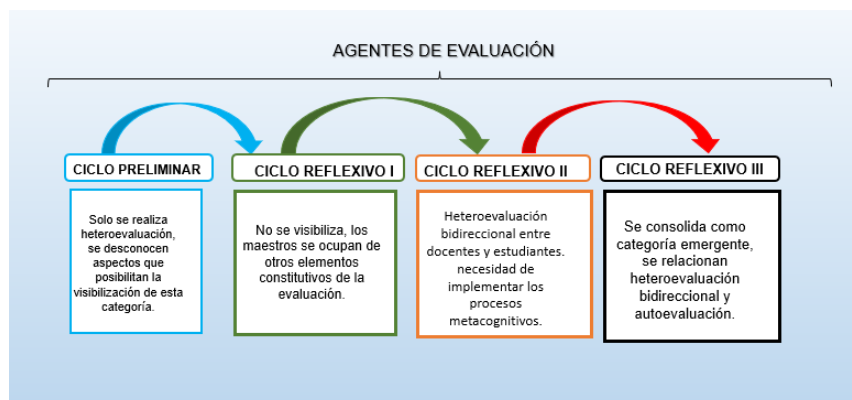 AGENTES DE EVALUACIÓN
CICLO PRELIMINAR
Solo se realiza
heteroevaluación,
se desconocen
aspectos que
posibilitan la
visibilización de esta
categoría.
CICLO REFLEXIVO I
No se visibiliza, los
maestros se ocupan de
otros elementos
constitutivos de la
evaluación.
CICLO REFLEXIVO II
Heteroevaluación
bidireccional entre
docentes y estudiantes.
necesidad de
implementar los
procesos
metacognitivos.
CICLO REFLEXIVO III
Se consolida como
categoría emergente,
se relacionan
heteroevaluación
bidireccional y
autoevaluación.